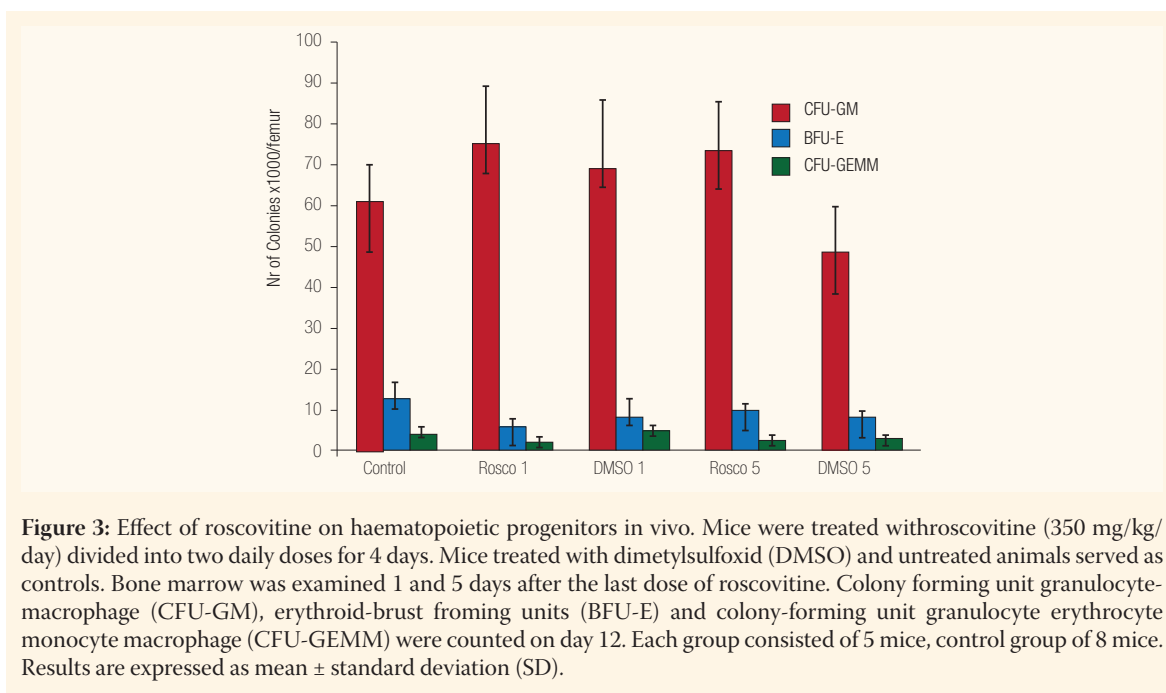 100
90
80
70
60
50
40
30
20
10
0
Nr of Colonies x1000/femur
CFU-GM
BFU-E
CFU-GEMM
Control
Rosco 1
DMSO 1
Rosco 5
DMSO 5
Figure 3: Effect of roscovitine on haematopoietic progenitors in vivo. Mice were treated withroscovitine (350 mg/kg/
day) divided into two daily doses for 4 days. Mice treated with dimetylsulfoxid (DMSO) and untreated animals served as
controls. Bone marrow was examined 1 and 5 days after the last dose of roscovitine. Colony forming unit granulocyte-
macrophage (CFU-GM), erythroid-brust froming units (BFU-E) and colony-forming unit granulocyte erythrocyte
monocyte macrophage (CFU-GEMM) were counted on day 12. Each group consisted of 5 mice, control group of 8 mice.
Results are expressed as mean ± standard deviation (SD).